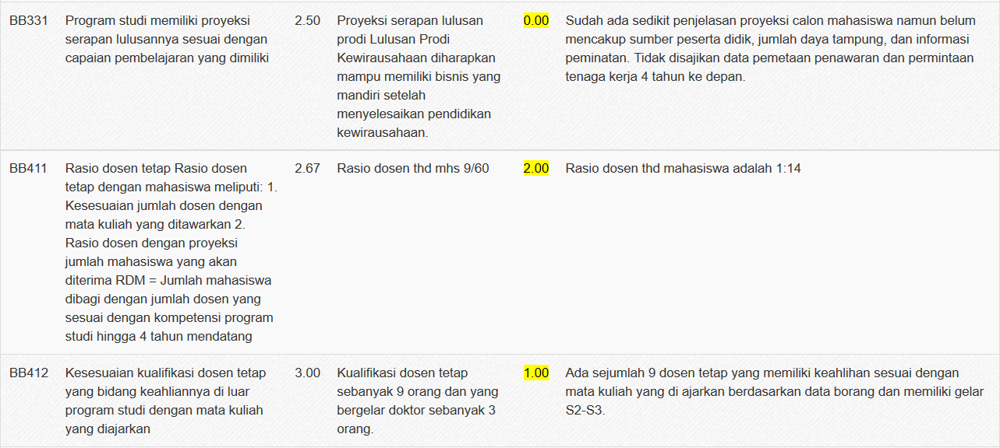 BB331 Program studi memiliki proyeksi 2.50 Proyeksi serapan lulusan 0.00 Sudah ada sedikit penjelasan proyeksi calon mahasiswa namun belum
serapan lulusannya sesuai dengan prodi Lulusan Prodi mencakup sumber peserta didik, jumlah daya tampung, dan informasi
capaian pembelajaran yang dimiliki Kewirausahaan diharapkan peminatan. Tidak disajikan data pemetaan penawaran dan permintaan
mampu memiliki bisnis yang tenaga kerja 4 tahun ke depan.
mandiri setelah
menyelesaikan pendidikan
kewirausahaan.
BB411 Rasio dosen tetap Rasio dosen 2.67 Rasio dosen thd mhs 9/60 2.00 Rasio dosen thd mahasiswa adalah 1:14
tetap dengan mahasiswa meliputi: 1.
Kesesuaian jumlah dosen dengan
mata kuliah yang ditawarkan 2.
Rasio dosen dengan proyeksi
jumlah mahasiswa yang akan
diterima RDM = Jumlah mahasiswa
dibagi dengan jumlah dosen yang
sesuai dengan kompetensi program
studi hingga 4 tahun mendatang
BB412 Kesesuaian kualifikasi dosen tetap 3.00 Kualifikasi dosen tetap 1.00 Ada sejumlah 9 dosen tetap yang memiliki keahlihan sesuai dengan
yang bidang keahliannya di luar sebanyak 9 orang dan yang mata kuliah yang di ajarkan berdasarkan data borang dan memiliki gelar
program studi dengan mata kuliah bergelar doktor sebanyak 3 S2-S3.
yang diajarkan orang.